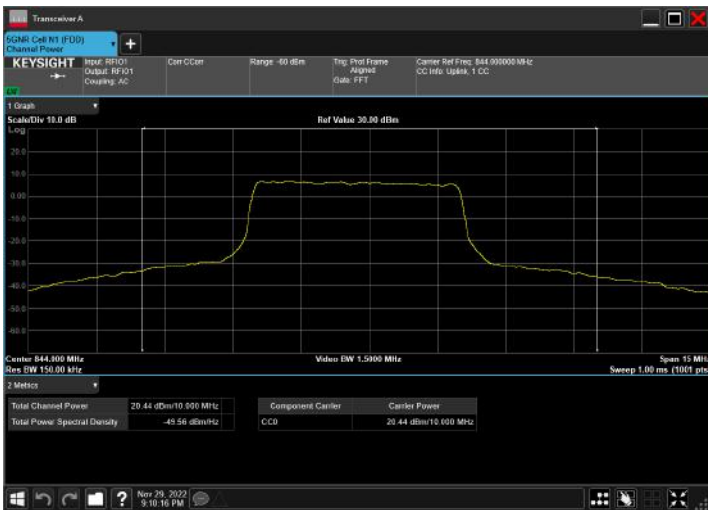 Transceiver A
5GNR Cell N1 (FDD)
Channel Power
KEYSIGHT
Input: RFIO1
Output: RFIO1
Coupling: AC
Corr CCorr
Range: -60 dBm
Trig: Prot Frame
Aligned
Gate: FFT
Carrier Ref Freq: 844.000000 MHz
CC Info: Uplink, 1 CC
1 Graph
Scale/Div 10.0 dB
Ref Value 30.00 dBm
Log
20.0
10.0
0.00
-10.0
-20.0
-30.0
-40.0
-50.0
-60.0
Center 844.000 MHz
Video BW 1.5000 MHz
Span 15 MHz
Res BW 150.00 kHz
Sweep 1.00 ms (1001 pts
2 Metrics
Total Channel Power 20.44 dBm/10.000 MHz
Total Power Spectral Density -49.56 dBm/Hz
Component Carrier Carrier Power
CC0 20.44 dBm/10.000 MHz
?
Nov 29, 2022
9:10:16 PM